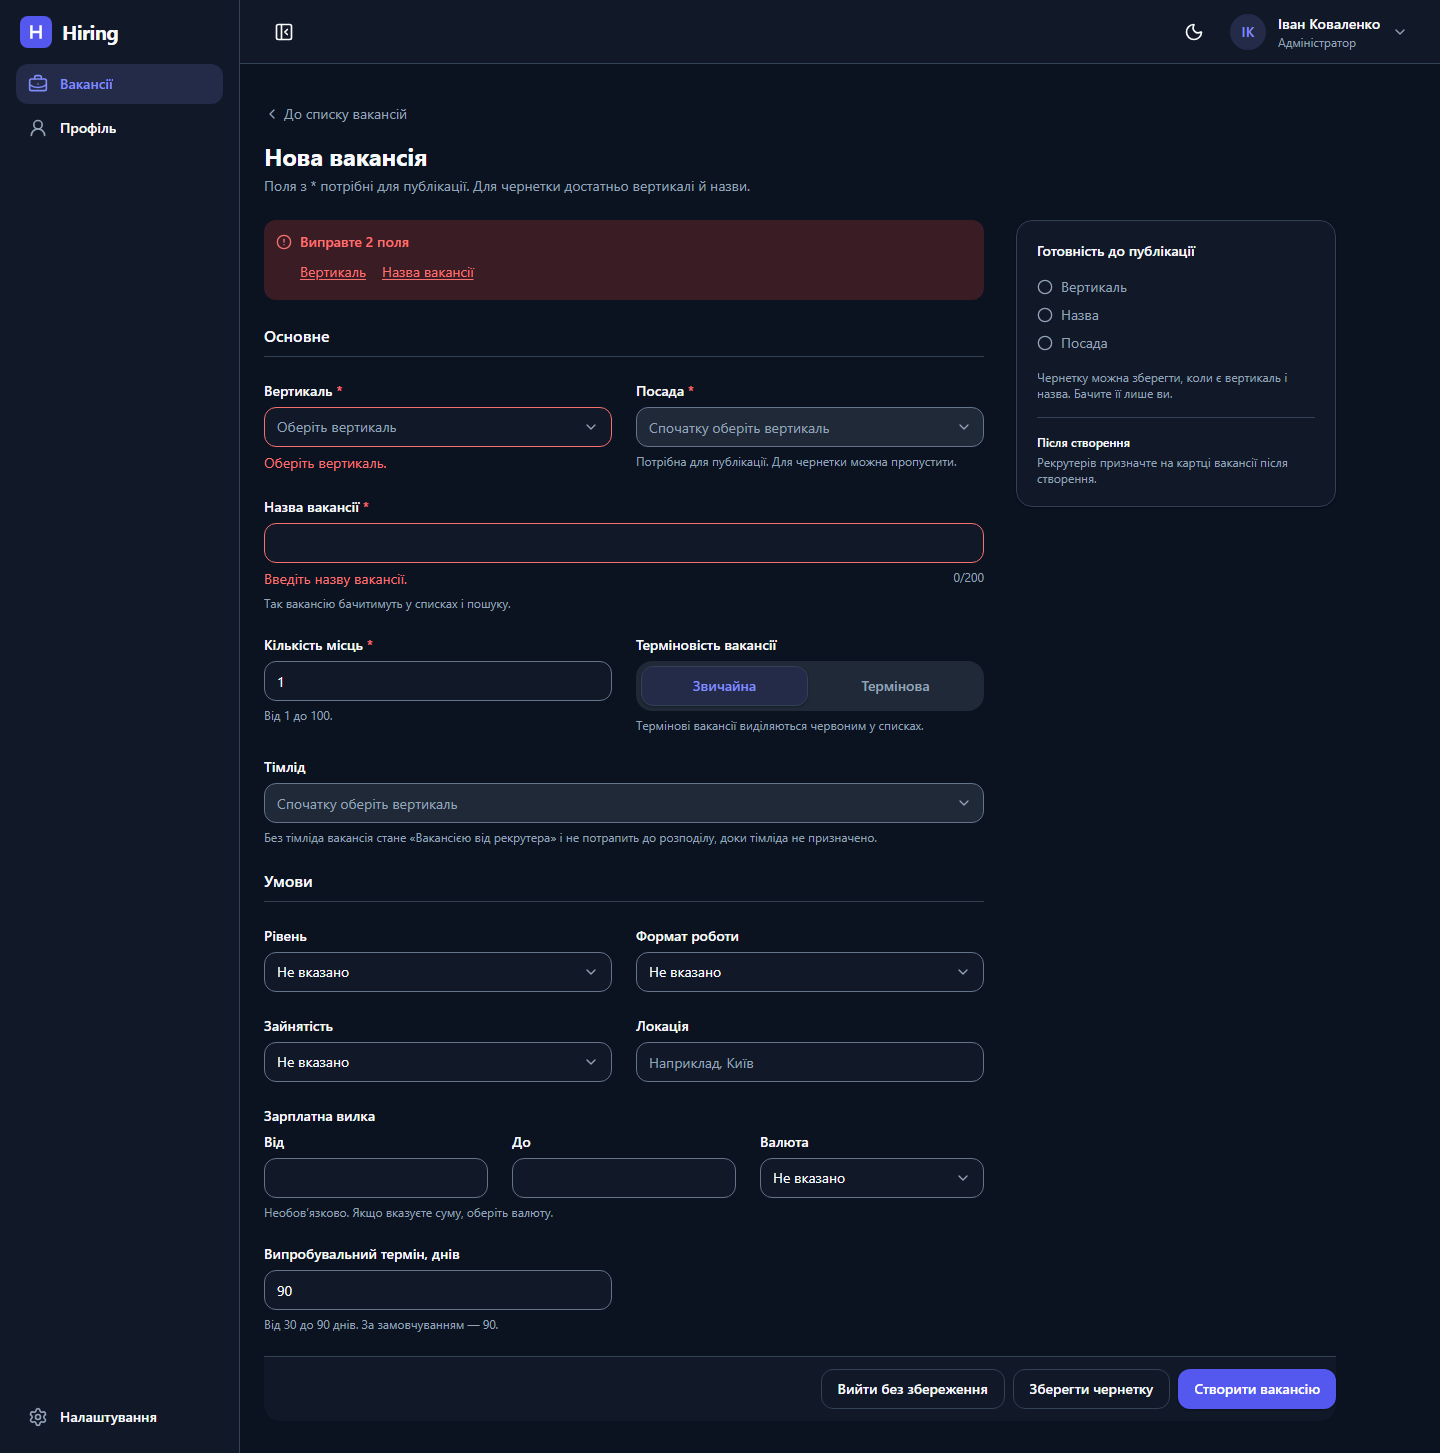 H Hiring
Вакансії
Профіль
Налаштування
ІК
Іван Коваленко
Адміністратор
До списку вакансій
Нова вакансія
Поля з * потрібні для публікації. Для чернетки достатньо вертикалі й назви.
Виправте 2 поля
Вертикаль Назва вакансії
Основне
Вертикаль *
Оберіть вертикаль
Оберіть вертикаль.
Посада *
Спочатку оберіть вертикаль
Потрібна для публікації. Для чернетки можна пропустити.
Назва вакансії *
Введіть назву вакансії.
0/200
Так вакансію бачитимуть у списках і пошуку.
Кількість місць *
1
Від 1 до 100.
Терміновість вакансії
Звичайна Термінова
Термінові вакансії виділяються червоним у списках.
Тімлід
Спочатку оберіть вертикаль
Без тімліда вакансія стане «Вакансією від рекрутера» і не потрапить до розподілу, доки тімліда не призначено.
Умови
Рівень
Не вказано
Формат роботи
Не вказано
Зайнятість
Не вказано
Локація
Наприклад, Київ
Зарплатна вилка
Від
До
Валюта
Не вказано
Необов’язково. Якщо вказуєте суму, оберіть валюту.
Випробувальний термін, днів
90
Від 30 до 90 днів. За замовчуванням — 90.
Готовність до публікації
Вертикаль
Назва
Посада
Чернетку можна зберегти, коли є вертикаль і
назва. Бачите її лише ви.
Після створення
Рекрутерів призначте на картці вакансії після
створення.
Вийти без збереження
Зберегти чернетку
Створити вакансію